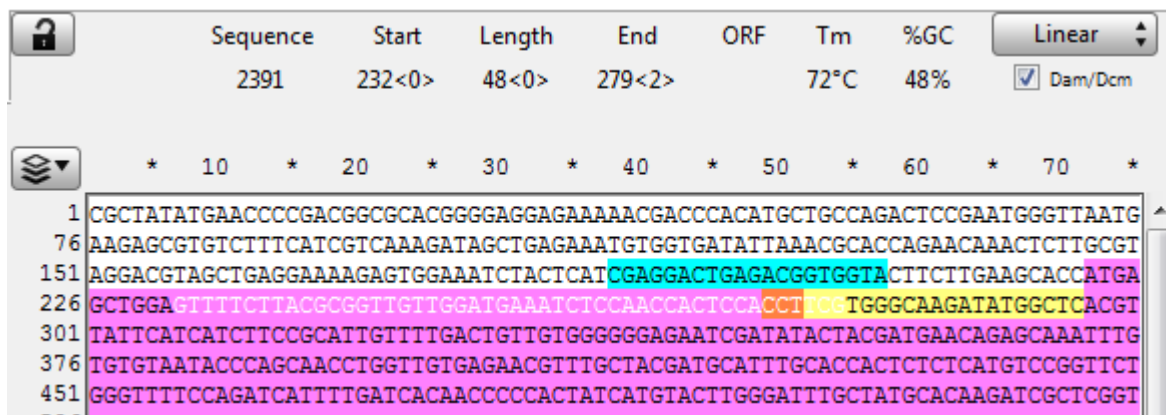 Sequence Start Length End ORF Tm %GC Linear
2391 232<0> 48<0> 279<2> 72°C 48% Dam/Dcm
* 10 * 20 * 30 * 40 * 50 * 60 * 70 *
1 CGCTATATGAACCCCGACGGCGCACGGGGAGGAGAAAAACGACCCACATGCTGCCAGACTCCGAATGGGTTAATG
76 AAGAGCGTGTCTTTCATCGTCAAAGATAGCTGAGAAATGTGGTGATATTAAACGCACCAGAACAAACTCTTGCGT
151 AGGACGTAGCTGAGGAAAAGAGTGGAAATCTACTCATCGAGGACTGAGACGGTGGTACTTCTTGAAGCACCATGA
226 GCTGGAGTTTTCTTACGCGGTTGTTGGATGAAATCTCCAACCACTCCACCTTCGTGGGCAAGATATGGCTCACGT
301 TATTCATCATCTTCCGCATTGTTTTGACTGTTGTGGGGGGAGAATCGATATACTACGATGAACAGAGCAAATTTG
376 TGTGTAATACCCAGCAACCTGGTTGTGAGAACGTTTGCTACGATGCATTTGCACCACTCTCTCATGTCCGGTTCT
451 GGGTTTTCCAGATCATTTTGATCACAACCCCCACTATCATGTACTTGGGATTTGCTATGCACAAGATCGCTCGGT